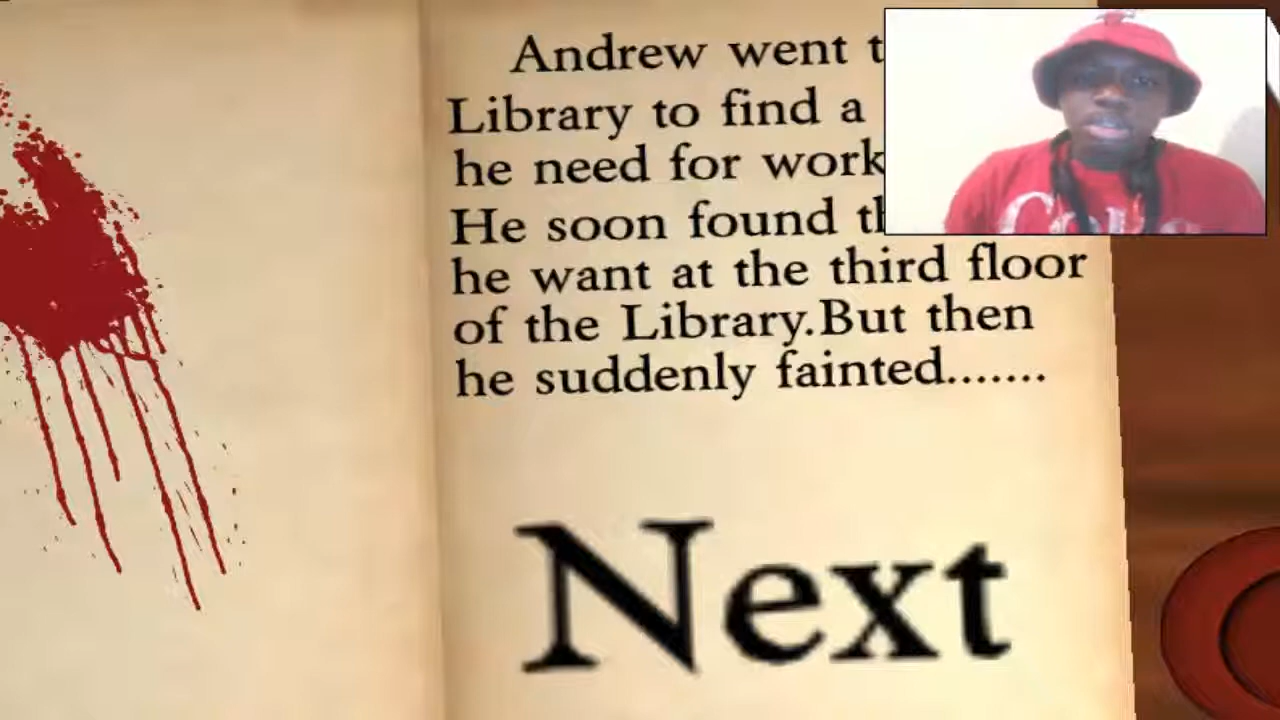 Andrew went t
Library to find a
he need for work
He soon found th
he want at the third floor
of the Library.But then
he suddenly fainted.......
Next